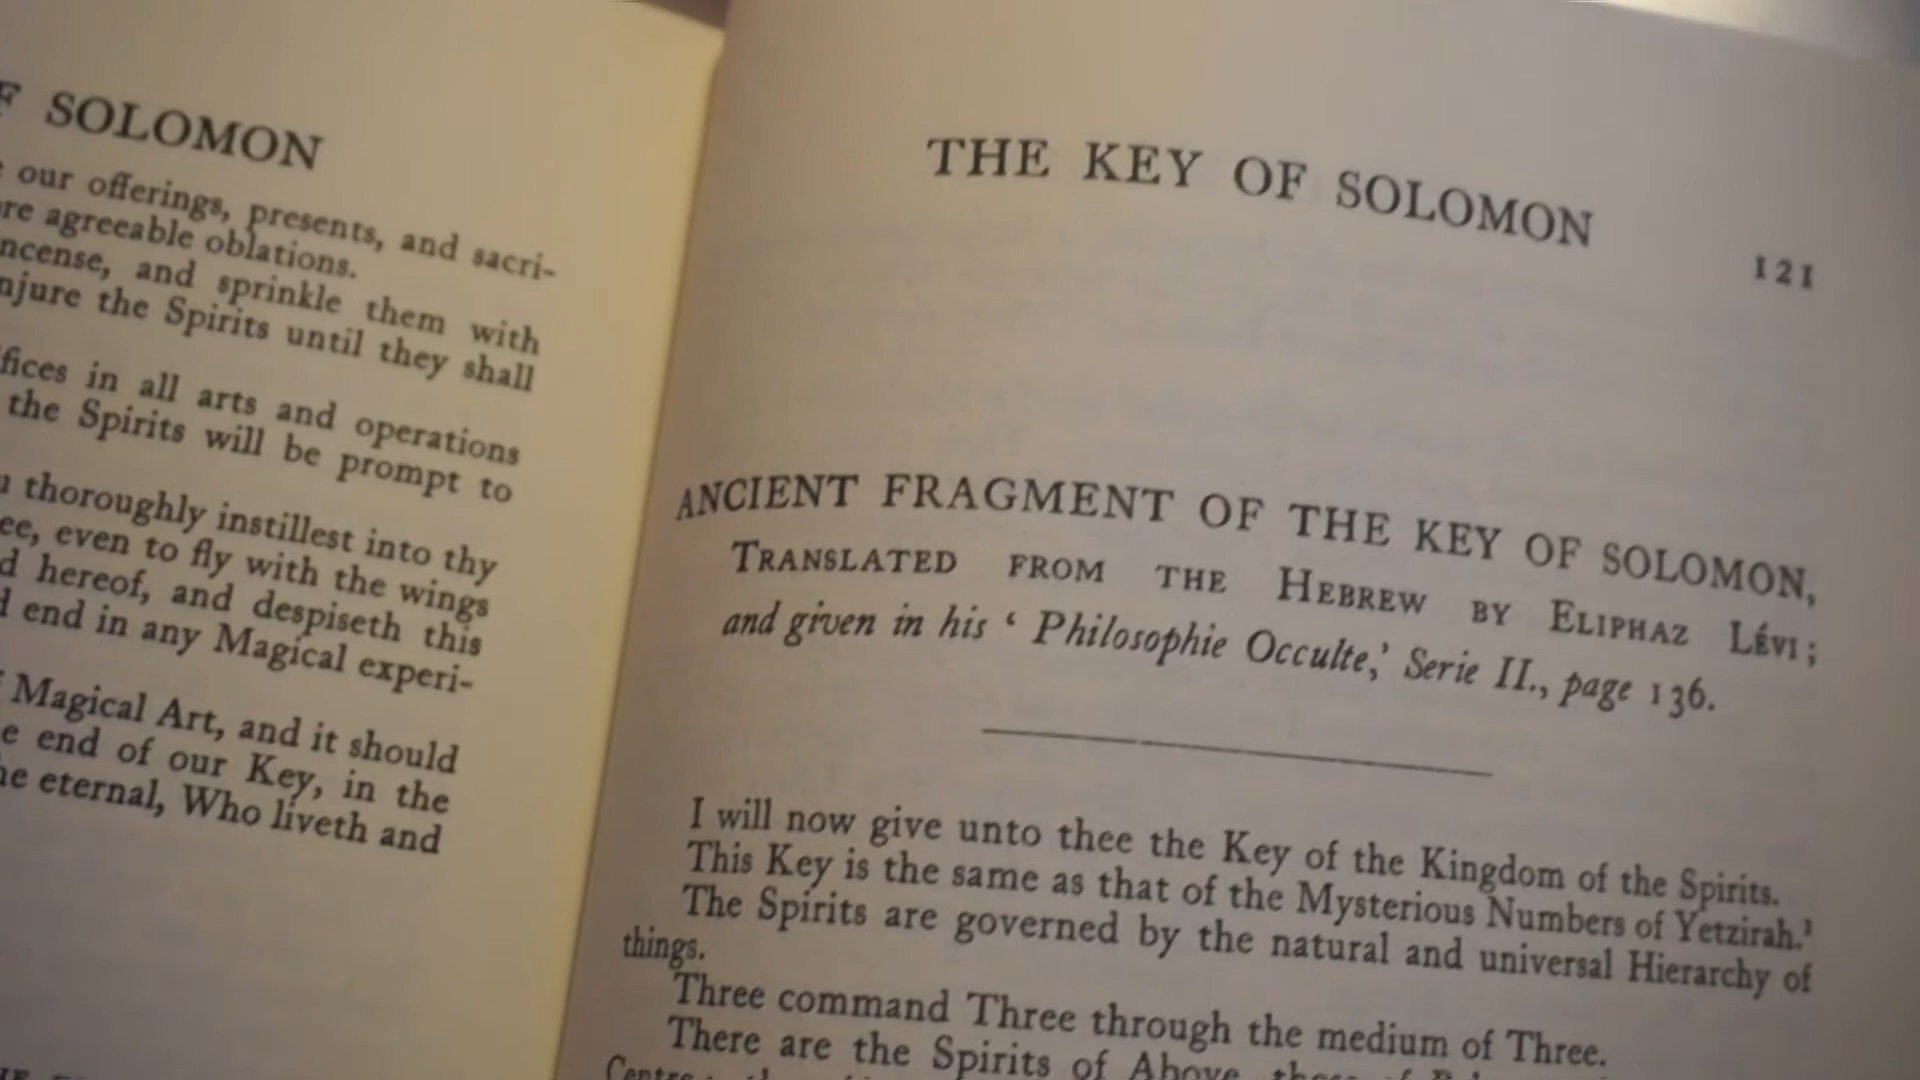 SOLOMON
our offerings, presents, and sacri-
agreeable oblations.
and sprinkle them with
the Spirits until they shall
in all arts and operations
the Spirits will be prompt to
thoroughly instillest into thy
even to fly with the wings
hereof, and despiseth this
end in any Magical experi-
Magical Art, and it should
end of our Key, in the
eternal, Who liveth and
THE KEY OF SOLOMON
121
ANCIENT FRAGMENT OF THE KEY OF SOLOMON,
TRANSLATED FROM THE HEBREW BY ELIPHAZ LÉVI;
and given in his ‘ Philosophie Occulte,’ Serie II., page 136.
I will now give unto thee the Key of the Kingdom of the Spirits.
This Key is the same as that of the Mysterious Numbers of Yetzirah.¹
The Spirits are governed by the natural and universal Hierarchy of
things.
Three command Three through the medium of Three.
There are the Spirits of Above, those of